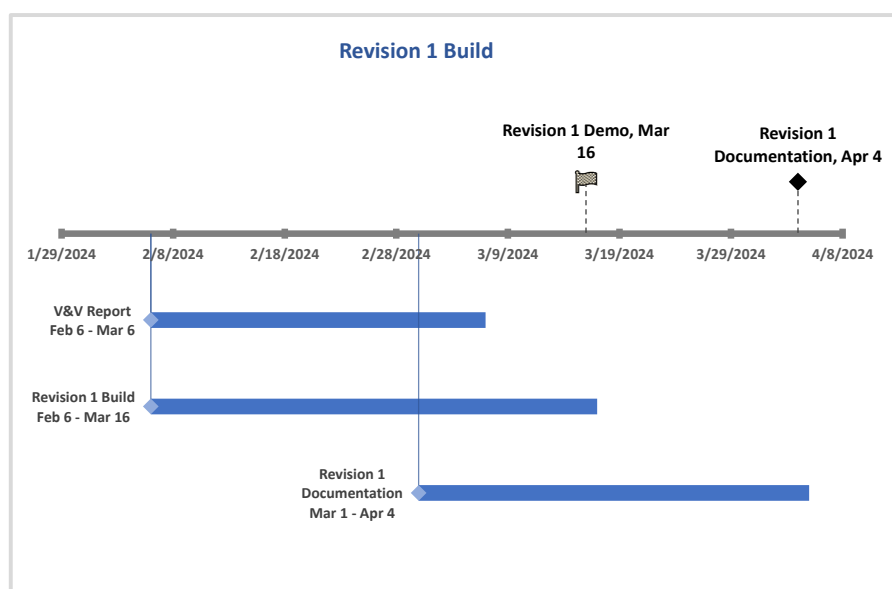 Revision 1 Build
Revision 1 Demo, Mar
16
Revision 1
Documentation, Apr 4
1/29/2024
2/8/2024
2/18/2024
2/28/2024
3/9/2024
3/19/2024
3/29/2024
4/8/2024
V&V Report
Feb 6 - Mar 6
Revision 1 Build
Feb 6 - Mar 16
Revision 1
Documentation
Mar 1 - Apr 4